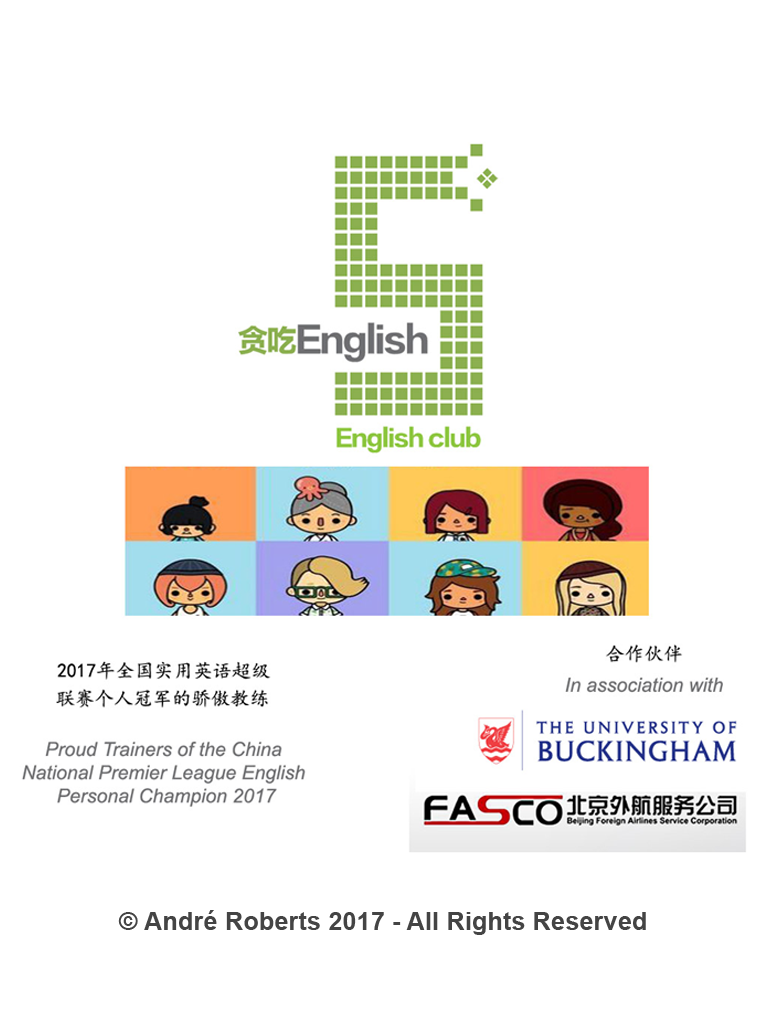 贪吃English
English club
2017年全国实用英语超级
联赛个人冠军的骄傲教练
Proud Trainers of the China
National Premier League English
Personal Champion 2017
合作伙伴
In association with
THE UNIVERSITY OF
BUCKINGHAM
FASCO北京外航服务公司
Beijing Foreign Airlines Service Corporation
© André Roberts 2017 - All Rights Reserved